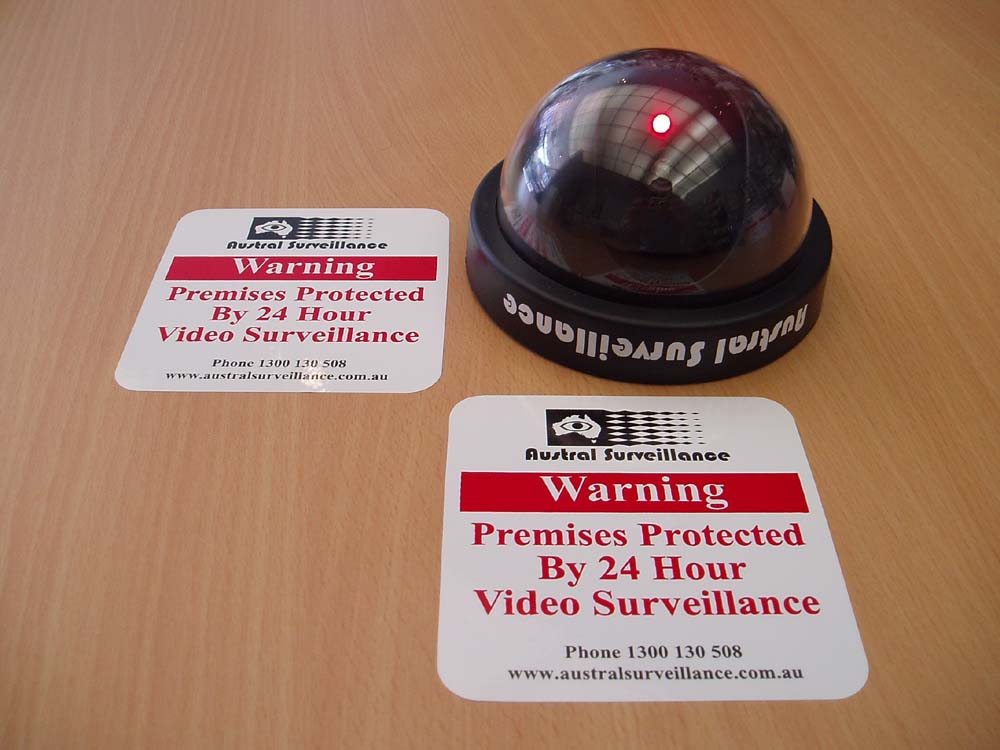 Austral Surveillance
Warning
Premises Protected
By 24 Hour
Video Surveillance
Phone 1300 130 508
www.australsurveillance.com.au
Austral Surveillance
Austral Surveillance
Warning
Premises Protected
By 24 Hour
Video Surveillance
Phone 1300 130 508
www.australsurveillance.com.au